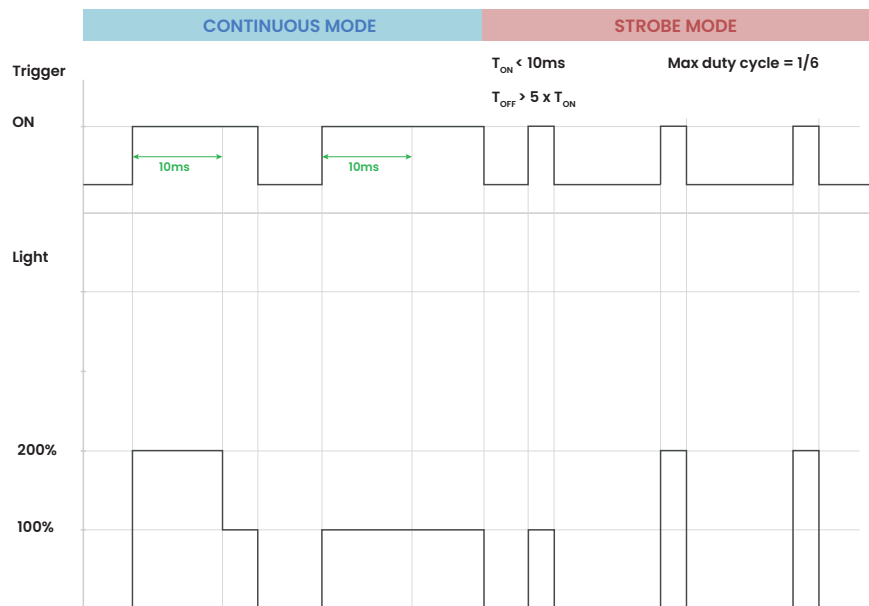 CONTINUOUS MODE
STROBE MODE
Trigger
TON < 10ms
Max duty cycle = 1/6
TOFF > 5 x TON
ON
10ms
10ms
Light
200%
100%